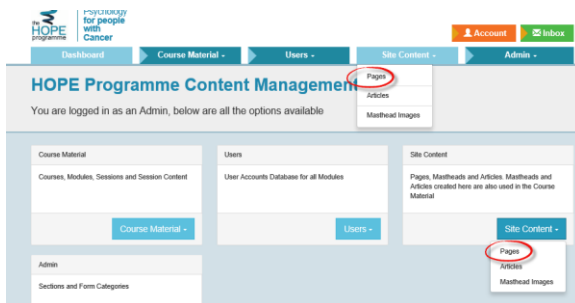 the
HOPE
programme
Psychology
for people
with
Cancer
Account
Inbox
Dashboard
Course Material -
Users -
Site Content -
Admin -
Pages
Articles
Masthead Images
HOPE Programme Content Management
You are logged in as an Admin, below are all the options available
Course Material
Courses, Modules, Sessions and Session Content
Course Material -
Users
User Accounts Database for all Modules
Users -
Site Content
Pages, Mastheads and Articles. Mastheads and
Articles created here are also used in the Course
Material
Site Content -
Pages
Articles
Masthead Images
Admin
Sections and Form Categories